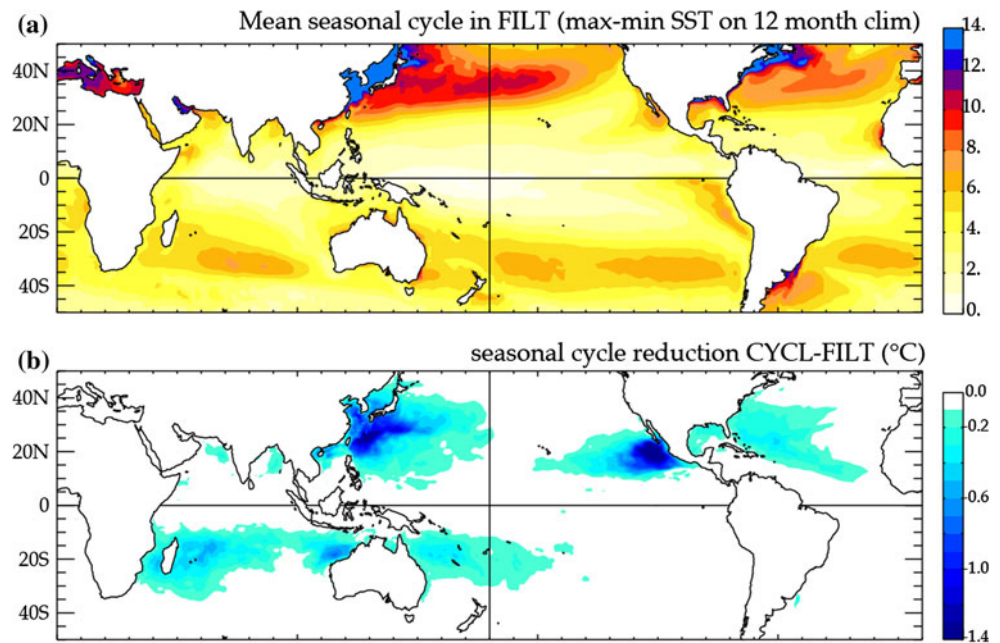 (a)
Mean seasonal cycle in FILT (max-min SST on 12 month clim)
40N
20N
0
20S
40S
14.
12.
10.
8.
6.
4.
2.
0.
(b)
seasonal cycle reduction CYCL-FILT (°C)
40N
20N
0
20S
40S
0.0
-0.2
-0.6
-1.0
-1.4